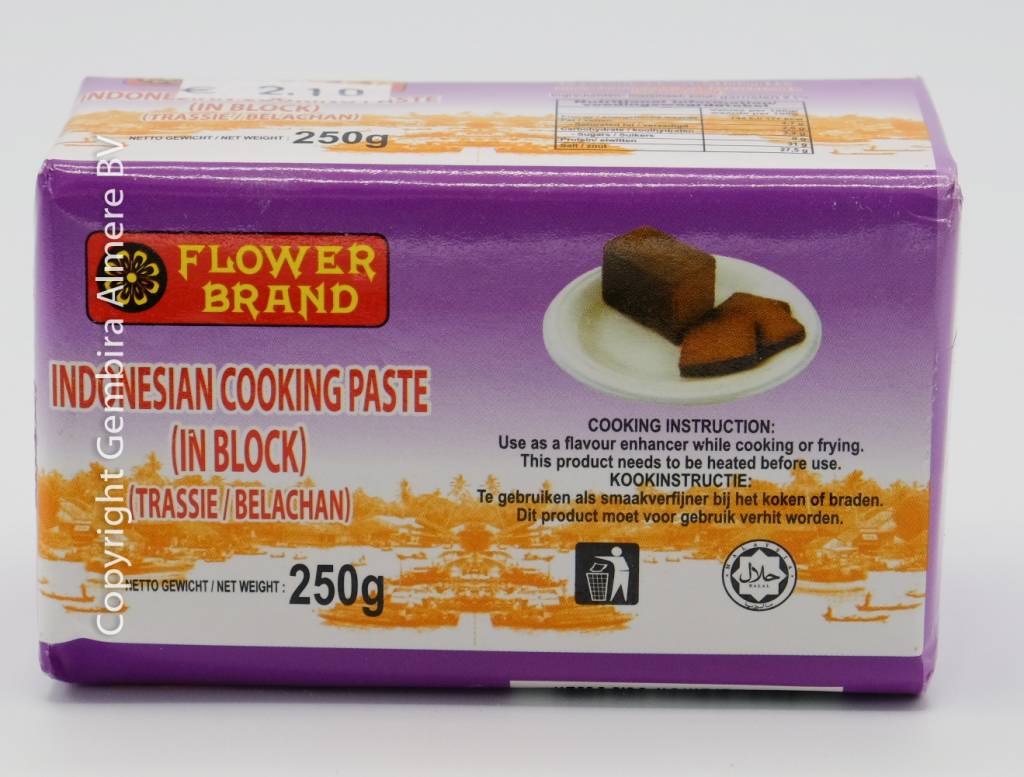 € 2.10
(IN BLOCK)
(TRASSIE / BELACHAN)
NETTO GEWICHT / NET WEIGHT : 250g
FLOWER
BRAND
INDONESIAN COOKING PASTE
(IN BLOCK)
(TRASSIE / BELACHAN)
NETTO GEWICHT / NET WEIGHT : 250g
COOKING INSTRUCTION:
Use as a flavour enhancer while cooking or frying.
This product needs to be heated before use.
KOOKINSTRUCTIE:
Te gebruiken als smaakverfijner bij het koken of braden.
Dit product moet voor gebruik verhit worden.
حلال
HALAL
Copyright Gembira Almere BV